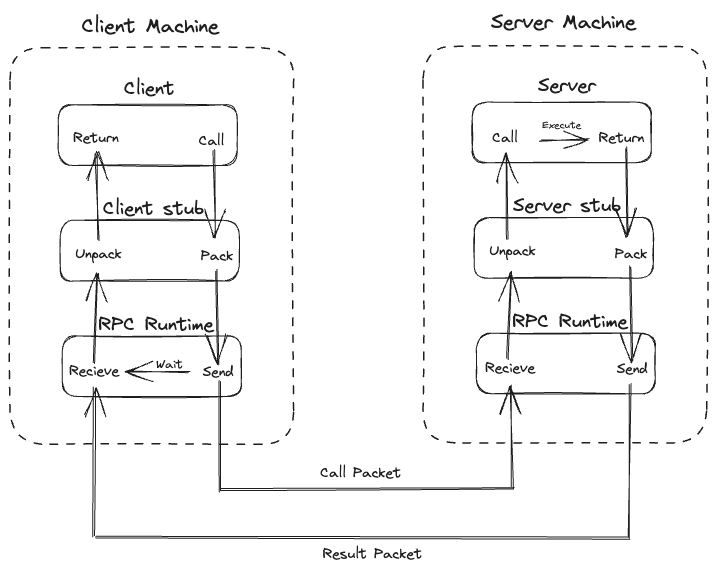 Client Machine
Server Machine
Client
Return
Call
Client stub
Unpack
Pack
RPC Runtime
Recieve
Wait
Send
Server
Call
Execute
Return
Server stub
Unpack
Pack
RPC Runtime
Recieve
Send
Call Packet
Result Packet